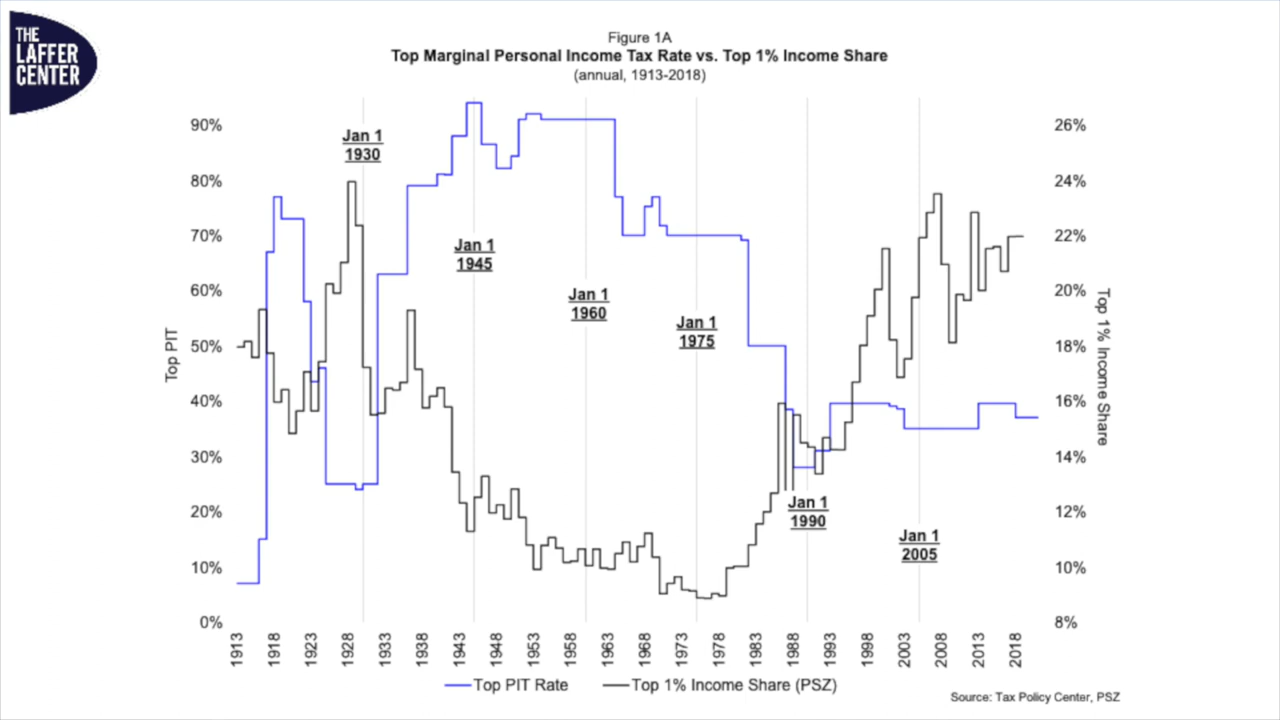 THE
LAFFER
CENTER
Figure 1A
Top Marginal Personal Income Tax Rate vs. Top 1% Income Share
(annual, 1913-2018)
90%
80%
70%
60%
50%
40%
30%
20%
10%
0%
Top PIT
26%
24%
22%
20%
18%
16%
14%
12%
10%
8%
Top 1% Income Share
Jan 1
1930
Jan 1
1945
Jan 1
1960
Jan 1
1975
Jan 1
1990
Jan 1
2005
1913
1918
1923
1928
1933
1938
1943
1948
1953
1958
1963
1968
1973
1978
1983
1988
1993
1998
2003
2008
2013
2018
Top PIT Rate
Top 1% Income Share (PSZ)
Source: Tax Policy Center, PSZ